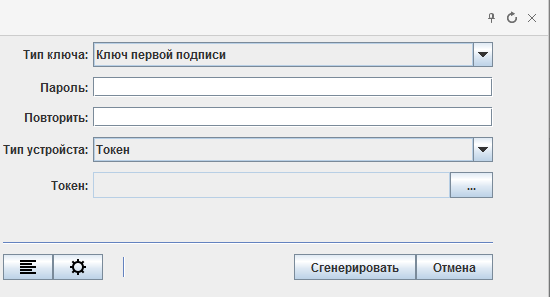 Тип ключа: Ключ первой подписи
Пароль:
Повторить:
Тип устройста: Токен
Токен: ...
Сгенерировать Отмена